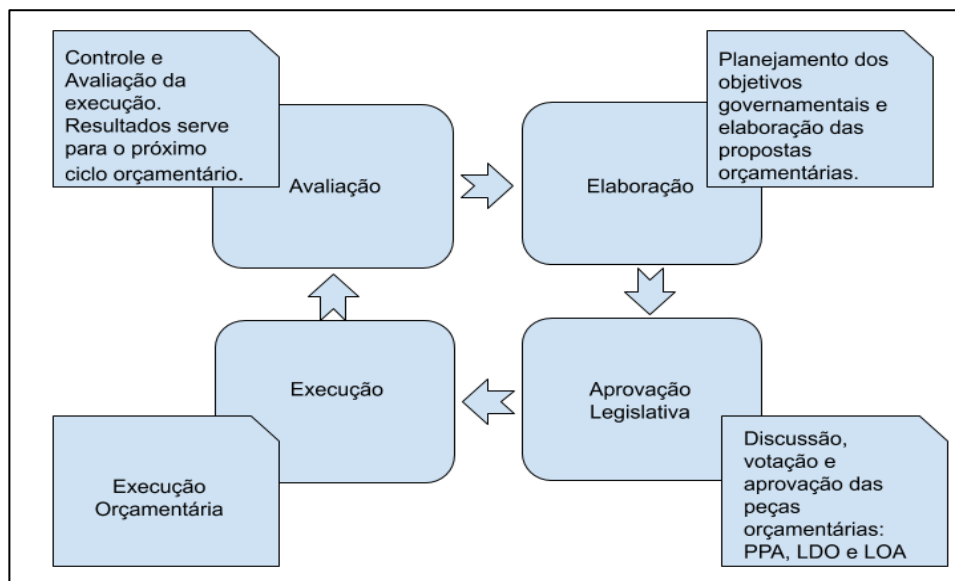 Controle e
Avaliação da
execução.
Resultados serve
para o próximo
ciclo orçamentário.
Avaliação
Planejamento dos
objetivos
governamentais e
elaboração das
propostas
orçamentárias.
Elaboração
Execução
Execução
Orçamentária
Aprovação
Legislativa
Discussão,
votação e
aprovação das
peças
orçamentárias:
PPA, LDO e LOA